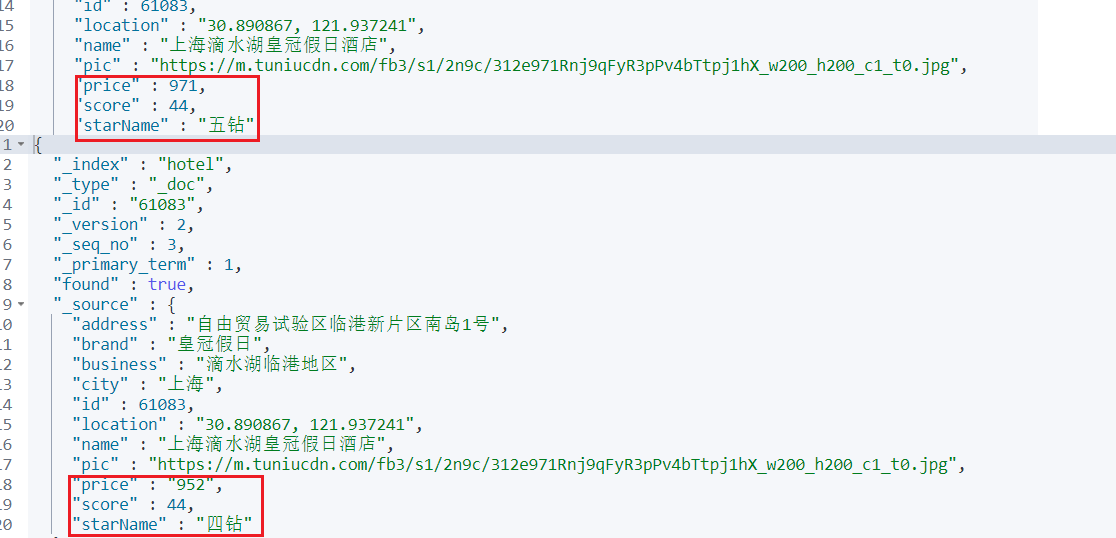 14 "id" : 61083,
15 "location" : "30.890867, 121.937241",
16 "name" : "上海滴水湖皇冠假日酒店",
17 "pic" : "https://m.tuniucdn.com/fb3/s1/2n9c/312e971Rnj9qFyR3pPv4bTtpj1hX_w200_h200_c1_t0.jpg",
18 "price" : 971,
19 "score" : 44,
20 "starName" : "五钻"
1 {
2 "_index" : "hotel",
3 "_type" : "_doc",
4 "_id" : "61083",
5 "_version" : 2,
6 "_seq_no" : 3,
7 "_primary_term" : 1,
8 "found" : true,
9 "_source" : {
10 "address" : "自由贸易试验区临港新片区南岛1号",
11 "brand" : "皇冠假日",
12 "business" : "滴水湖临港地区",
13 "city" : "上海",
14 "id" : 61083,
15 "location" : "30.890867, 121.937241",
16 "name" : "上海滴水湖皇冠假日酒店",
17 "pic" : "https://m.tuniucdn.com/fb3/s1/2n9c/312e971Rnj9qFyR3pPv4bTtpj1hX_w200_h200_c1_t0.jpg",
18 "price" : "952",
19 "score" : 44,
20 "starName" : "四钻"